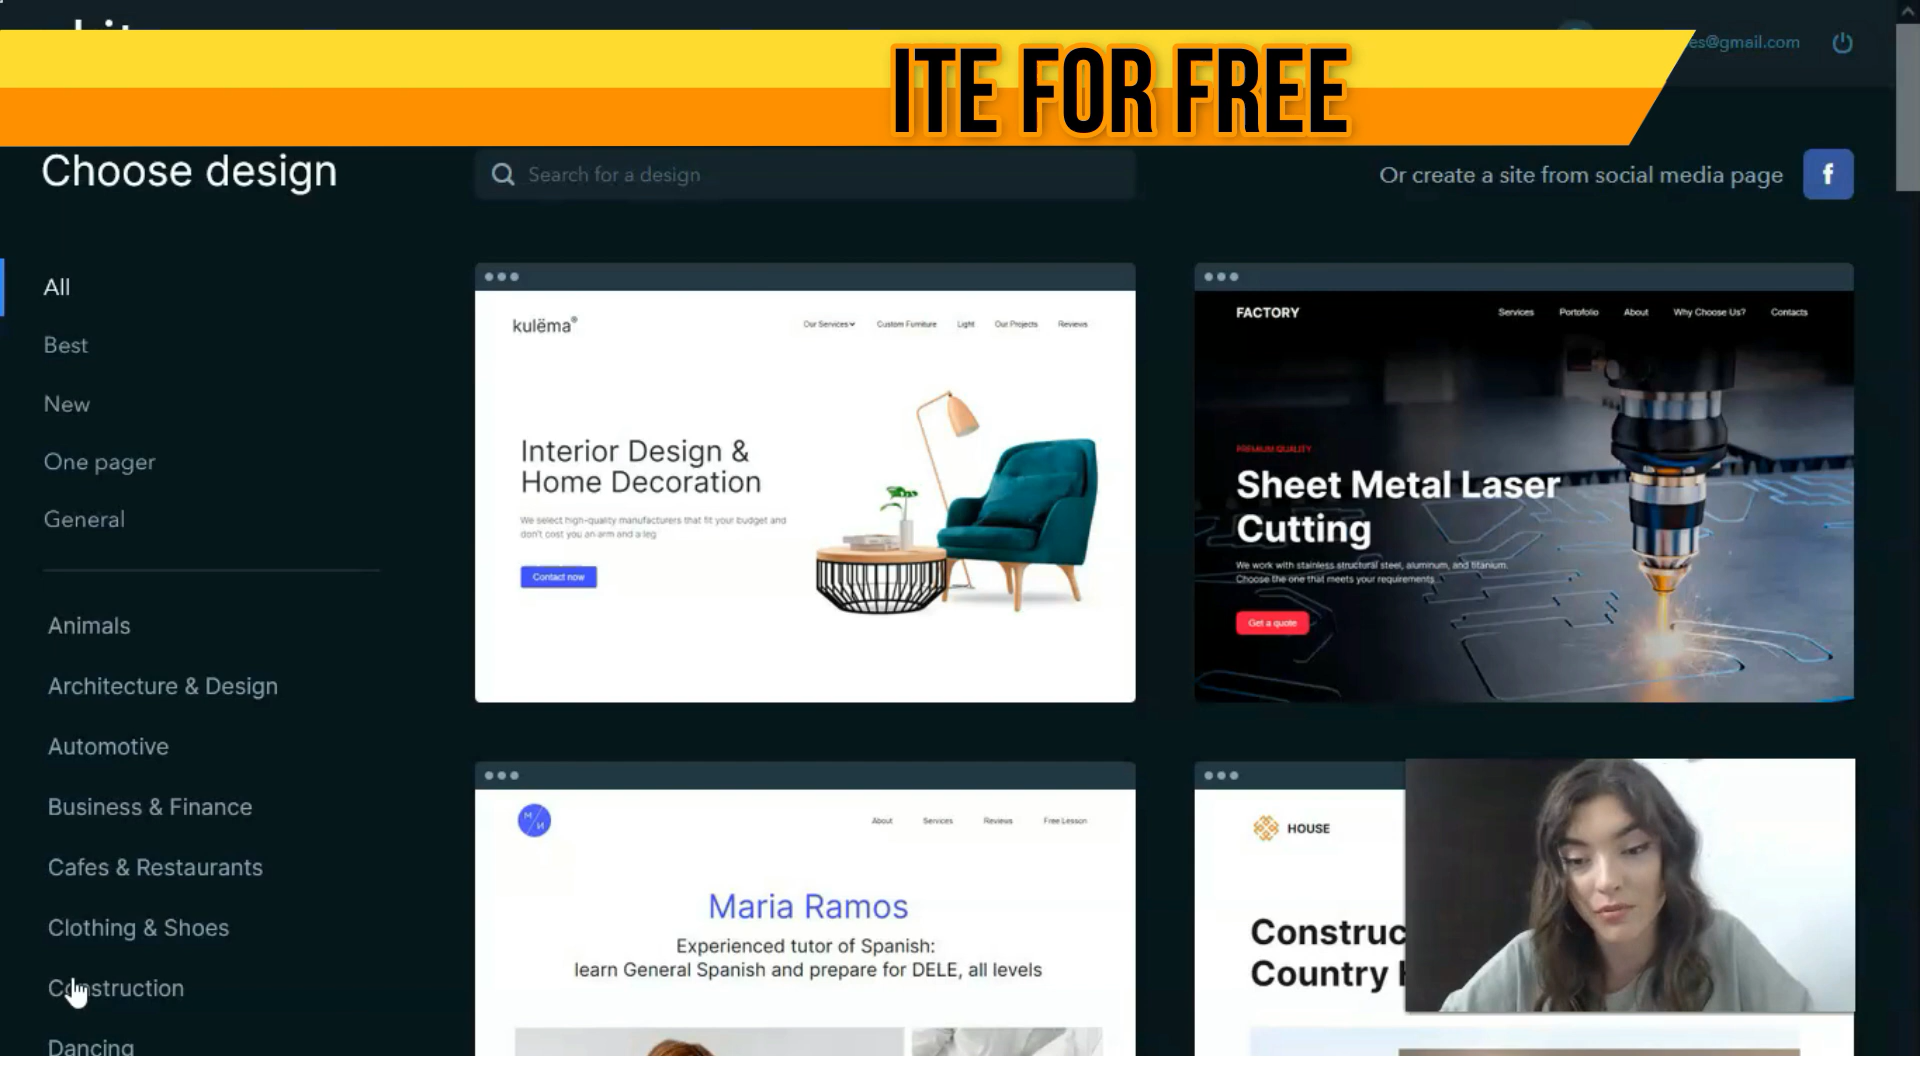 ITE FOR FREE
es@gmail.com
Choose design
Search for a design
Or create a site from social media page
f
All
Best
New
One pager
General
Animals
Architecture & Design
Automotive
Business & Finance
Cafes & Restaurants
Clothing & Shoes
Construction
Dancing
kulëma®
Our Services
Custom Furniture
Light
Our Projects
Reviews
Interior Design &
Home Decoration
We select high-quality manufacturers that fit your budget and
don't cost you an arm and a leg
Contact now
FACTORY
Services
Portofolio
About
Why Choose Us?
Contacts
PREMIUM QUALITY
Sheet Metal Laser
Cutting
We work with stainless structural steel, aluminum, and titanium.
Choose the one that meets your requirements.
Get a quote
About
Services
Reviews
Free Lesson
Maria Ramos
Experienced tutor of Spanish:
learn General Spanish and prepare for DELE, all levels
HOUSE
Construc
Country